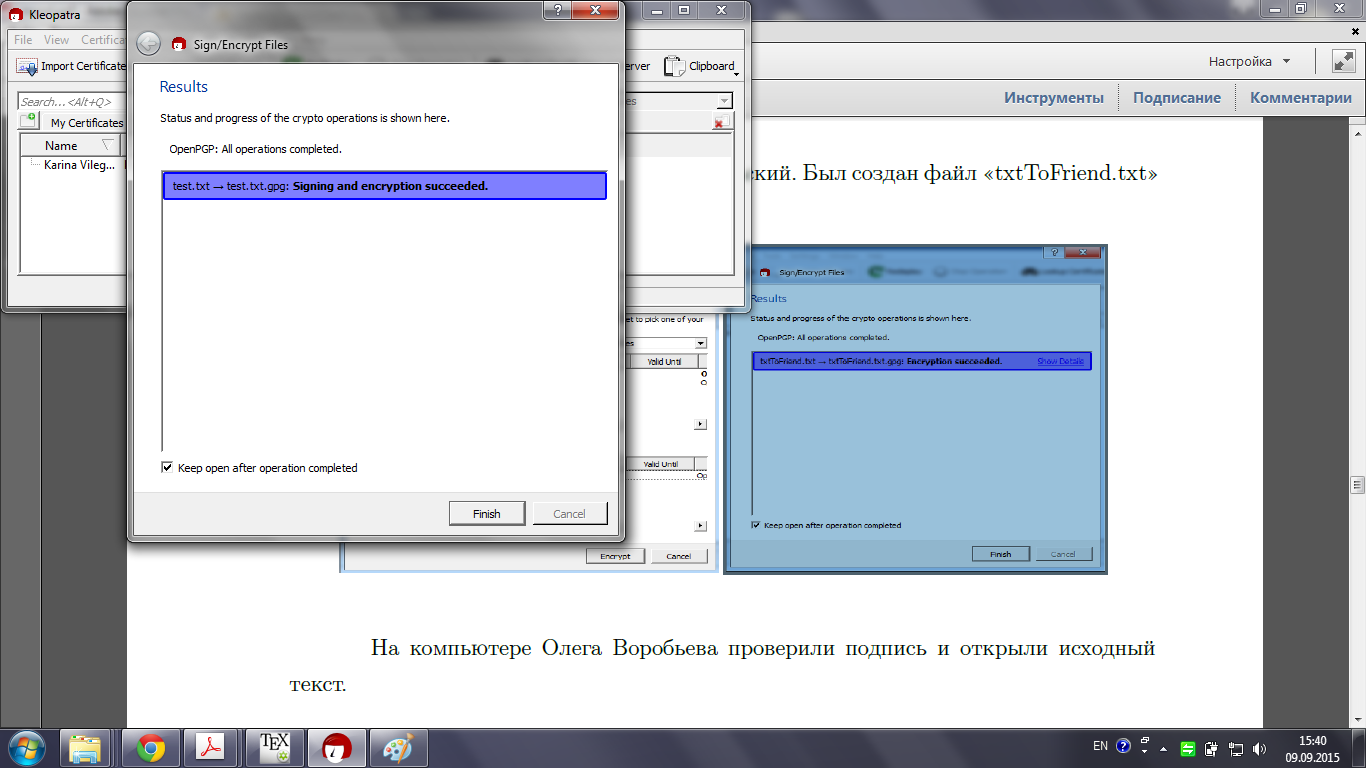 Kleopatra
File View Certifica
Import Certificate
erver
Clipboard
Search...<Alt+Q>
es
My Certificates
Name
Karina Vileg...
?
Sign/Encrypt Files
Results
Status and progress of the crypto operations is shown here.
OpenPGP: All operations completed.
test.txt → test.txt.gpg: Signing and encryption succeeded.
Keep open after operation completed
Finish
Cancel
Настройка
Инструменты
Подписание
Комментарии
ский. Был создан файл «txtToFriend.txt»
et to pick one of your
es
Valid Until
O
O
Valid Until
Op
Encrypt
Cancel
?
Sign/Encrypt Files
Results
Status and progress of the crypto operations is shown here.
OpenPGP: All operations completed.
txtToFriend.txt → txtToFriend.txt.gpg: Encryption succeeded.
Show Details
Keep open after operation completed
Finish
Cancel
На компьютере Олега Воробьева проверили подпись и открыли исходный
текст.
TEX
EN
?
15:40
09.09.2015